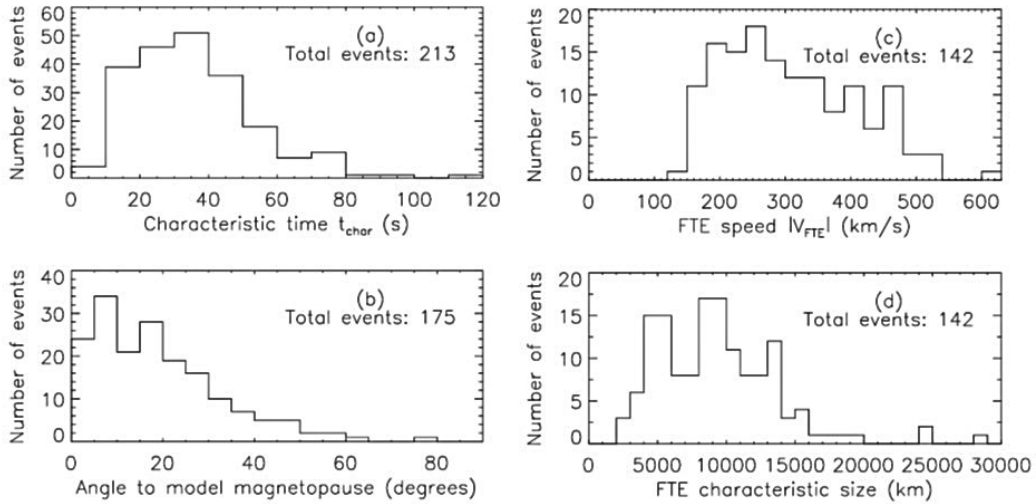 60
50
40
30
20
10
0
Number of events
(a)
Total events: 213
0 20 40 60 80 100 120
Characteristic time t_char (s)
20
15
10
5
0
Number of events
(c)
Total events: 142
0 100 200 300 400 500 600
FTE speed |V_FTE| (km/s)
40
30
20
10
0
Number of events
(b)
Total events: 175
0 20 40 60 80
Angle to model magnetopause (degrees)
20
15
10
5
0
Number of events
(d)
Total events: 142
0 5000 10000 15000 20000 25000 30000
FTE characteristic size (km)